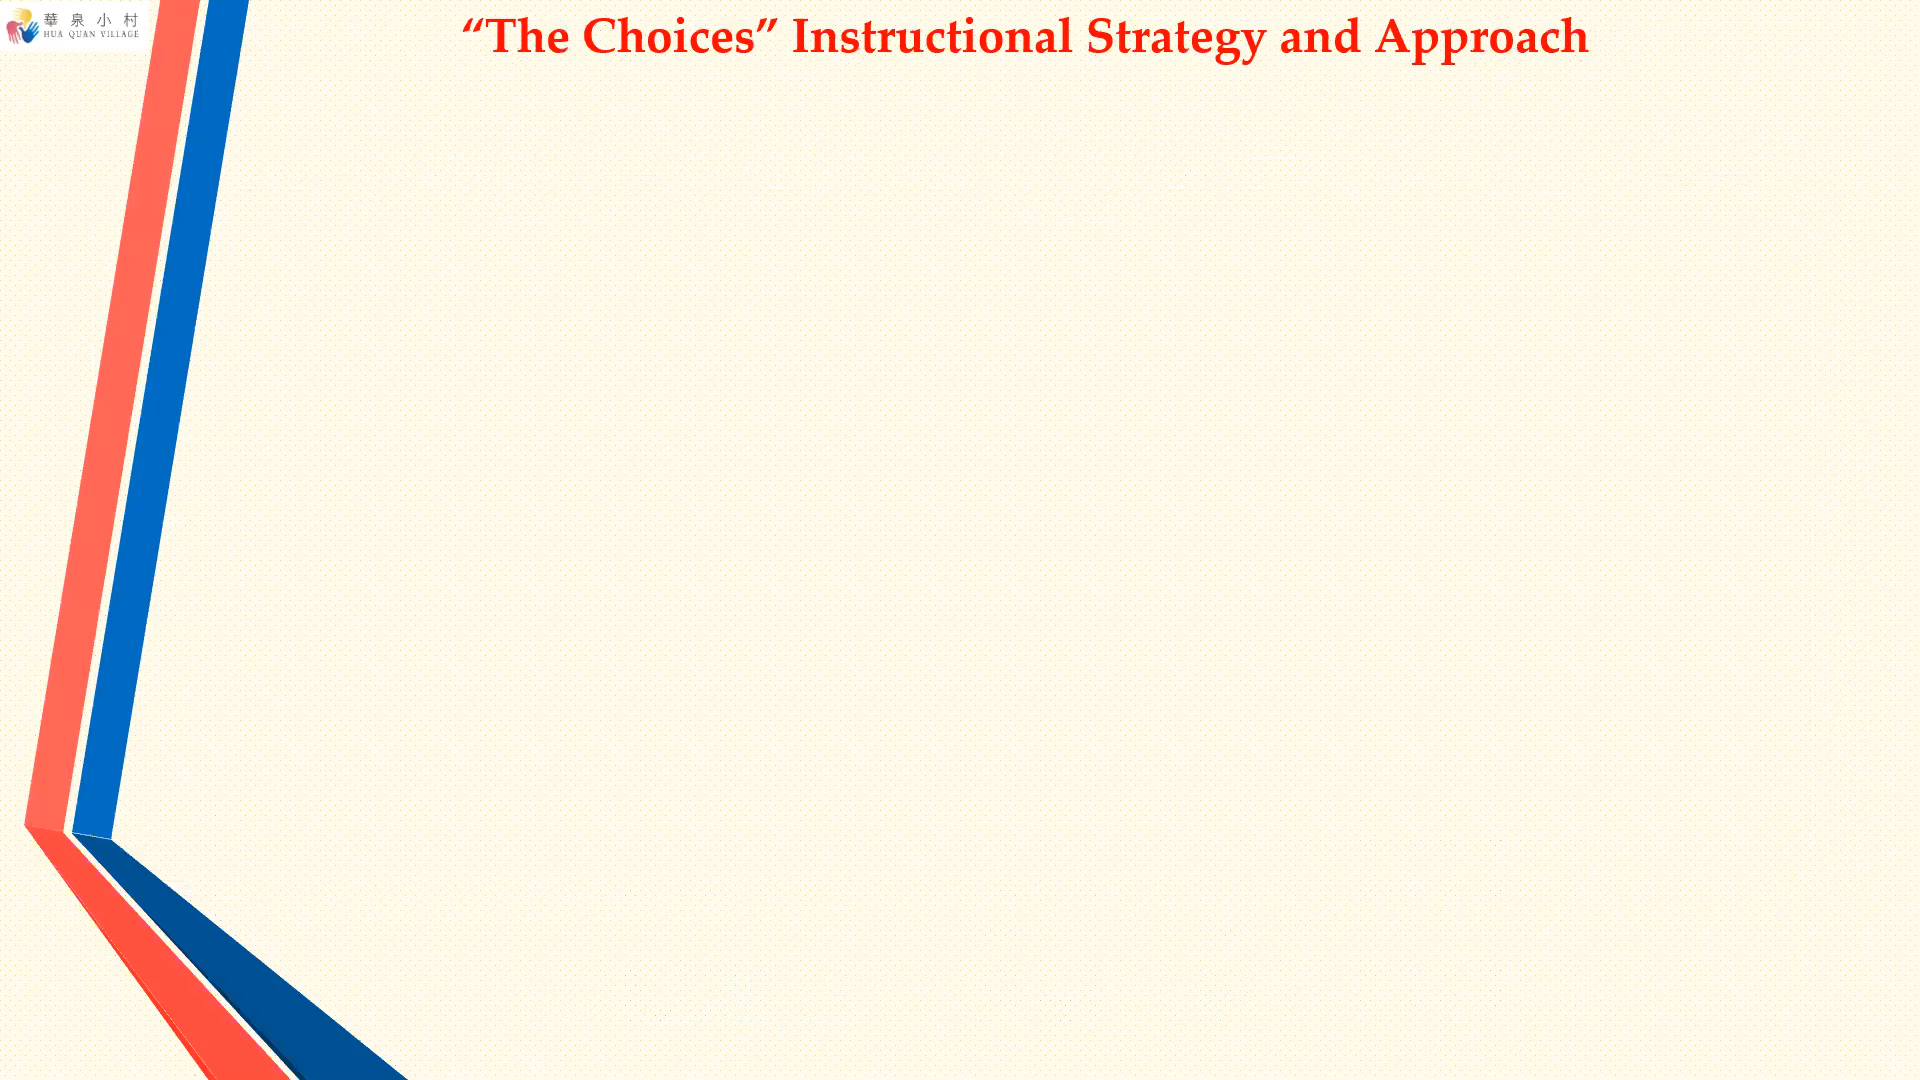 華泉小村
HUA QUAN VILLAGE
“The Choices” Instructional Strategy and Approach